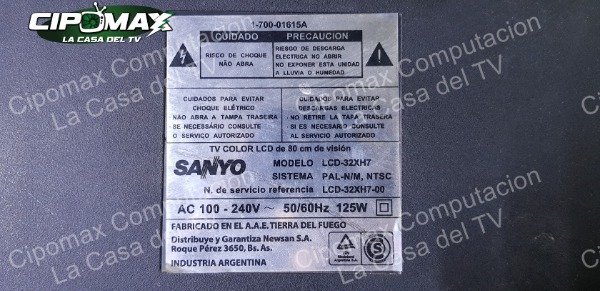 CIPOMAX
LA CASA DEL TV
1-700-01615A
CUIDADO
PRECAUCION
RIESGO DE CHOQUE
NO ABRA
RIESGO DE DESCARGA
ELECTRICA NO ABRIR
NO EXPONER ESTA UNIDAD
A LLUVIA O HUMEDAD
CUIDADOS PARA EVITAR
CHOQUE ELÉTRICO
NÃO ABRA A TAMPA TRASEIRA
SE NECESSÁRIO CONSULTE
O SERVIÇO AUTORIZADO
CUIDADOS PARA EVITAR
DESCARGAS ELECTRICAS
NO RETIRE LA TAPA TRASERA
SI ES NECESARIO CONSULTE
AL SERVICIO AUTORIZADO
TV COLOR LCD de 80 cm de visión
SANYO
MODELO LCD-32XH7
SISTEMA PAL-N/M, NTSC
N. de servicio referencia LCD-32XH7-00
AC 100 - 240V ~ 50/60Hz 125W
FABRICADO EN EL A.A.E. TIERRA DEL FUEGO
Distribuye y Garantiza Newsan S.A.
Roque Pérez 3650, Bs. As.
INDUSTRIA ARGENTINA
S
Cipomax Computacion
La Casa del TV
Cipomax Computacion
La Casa del TV
Cipomax Computacion
La Casa del TV